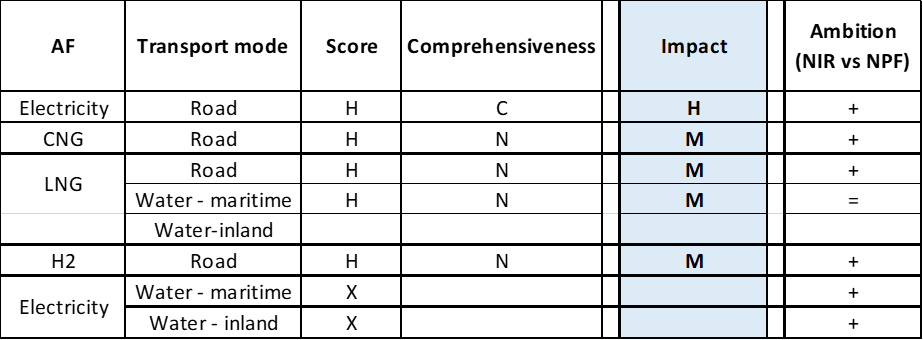 AF Transport mode Score Comprehensiveness Impact Ambition (NIR vs NPF)
Electricity Road H C H +
CNG Road H N M +
LNG Road H N M +
Water - maritime H N M =
Water-inland
H2 Road H N M +
Electricity Water - maritime X +
Water - inland X +